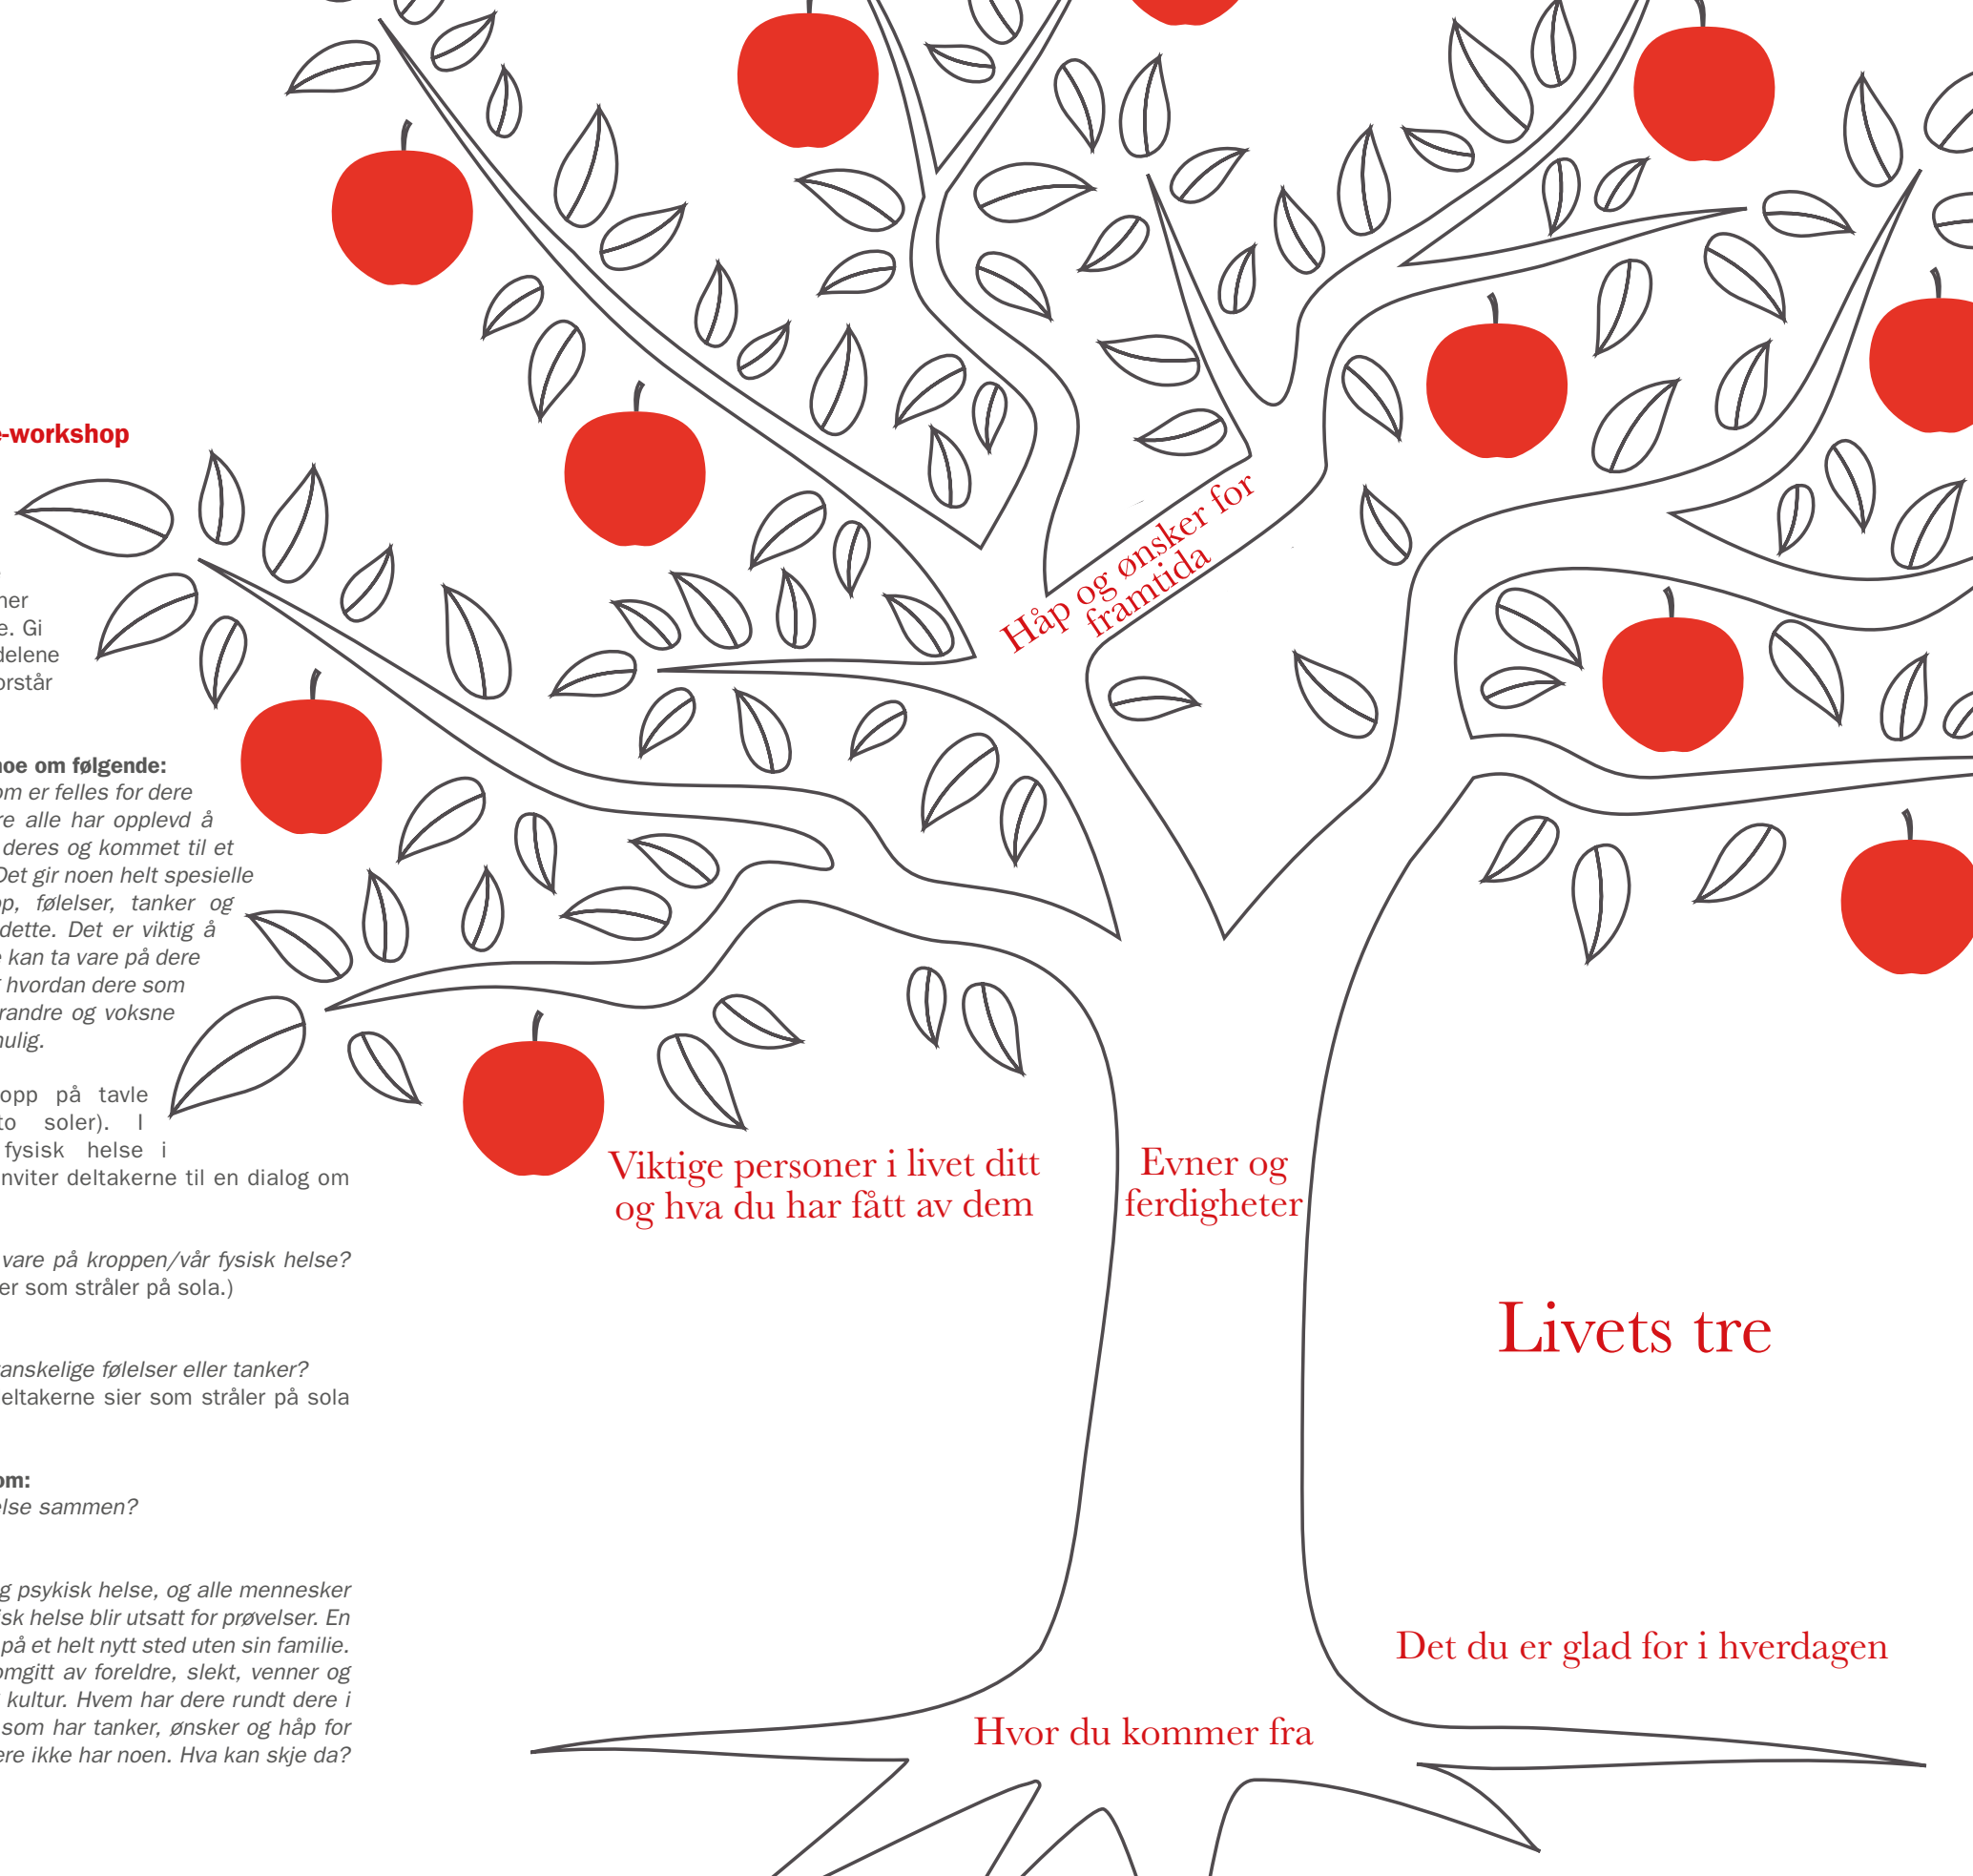 -workshop
e. Gi
noe om følgende:
om er felles for dere
re alle har opplevd å
deres og kommet til et
Det gir noen helt spesielle
følelser, tanker og
dette. Det er viktig å
kan ta vare på dere
hvordan dere som
og voksne
opp på tavle
to soler). I
fysisk helse i
nviter deltakerne til en dialog om
vare på kroppen/vår fysisk helse?
er som stråler på sola.)
anskelige følelser eller tanker?
eltakerne sier som stråler på sola
om:
else sammen?
g psykisk helse, og alle mennesker
isk helse blir utsatt for prøvelser. En
på et helt nytt sted uten sin familie.
omgitt av foreldre, slekt, venner og
kultur. Hvem har dere rundt dere i
som har tanker, ønsker og håp for
ere ikke har noen. Hva kan skje da?
Håp og ønsker for
framtida
Viktige personer i livet ditt
og hva du har fått av dem
Evner og
ferdigheter
Livets tre
Det du er glad for i hverdagen
Hvor du kommer fra